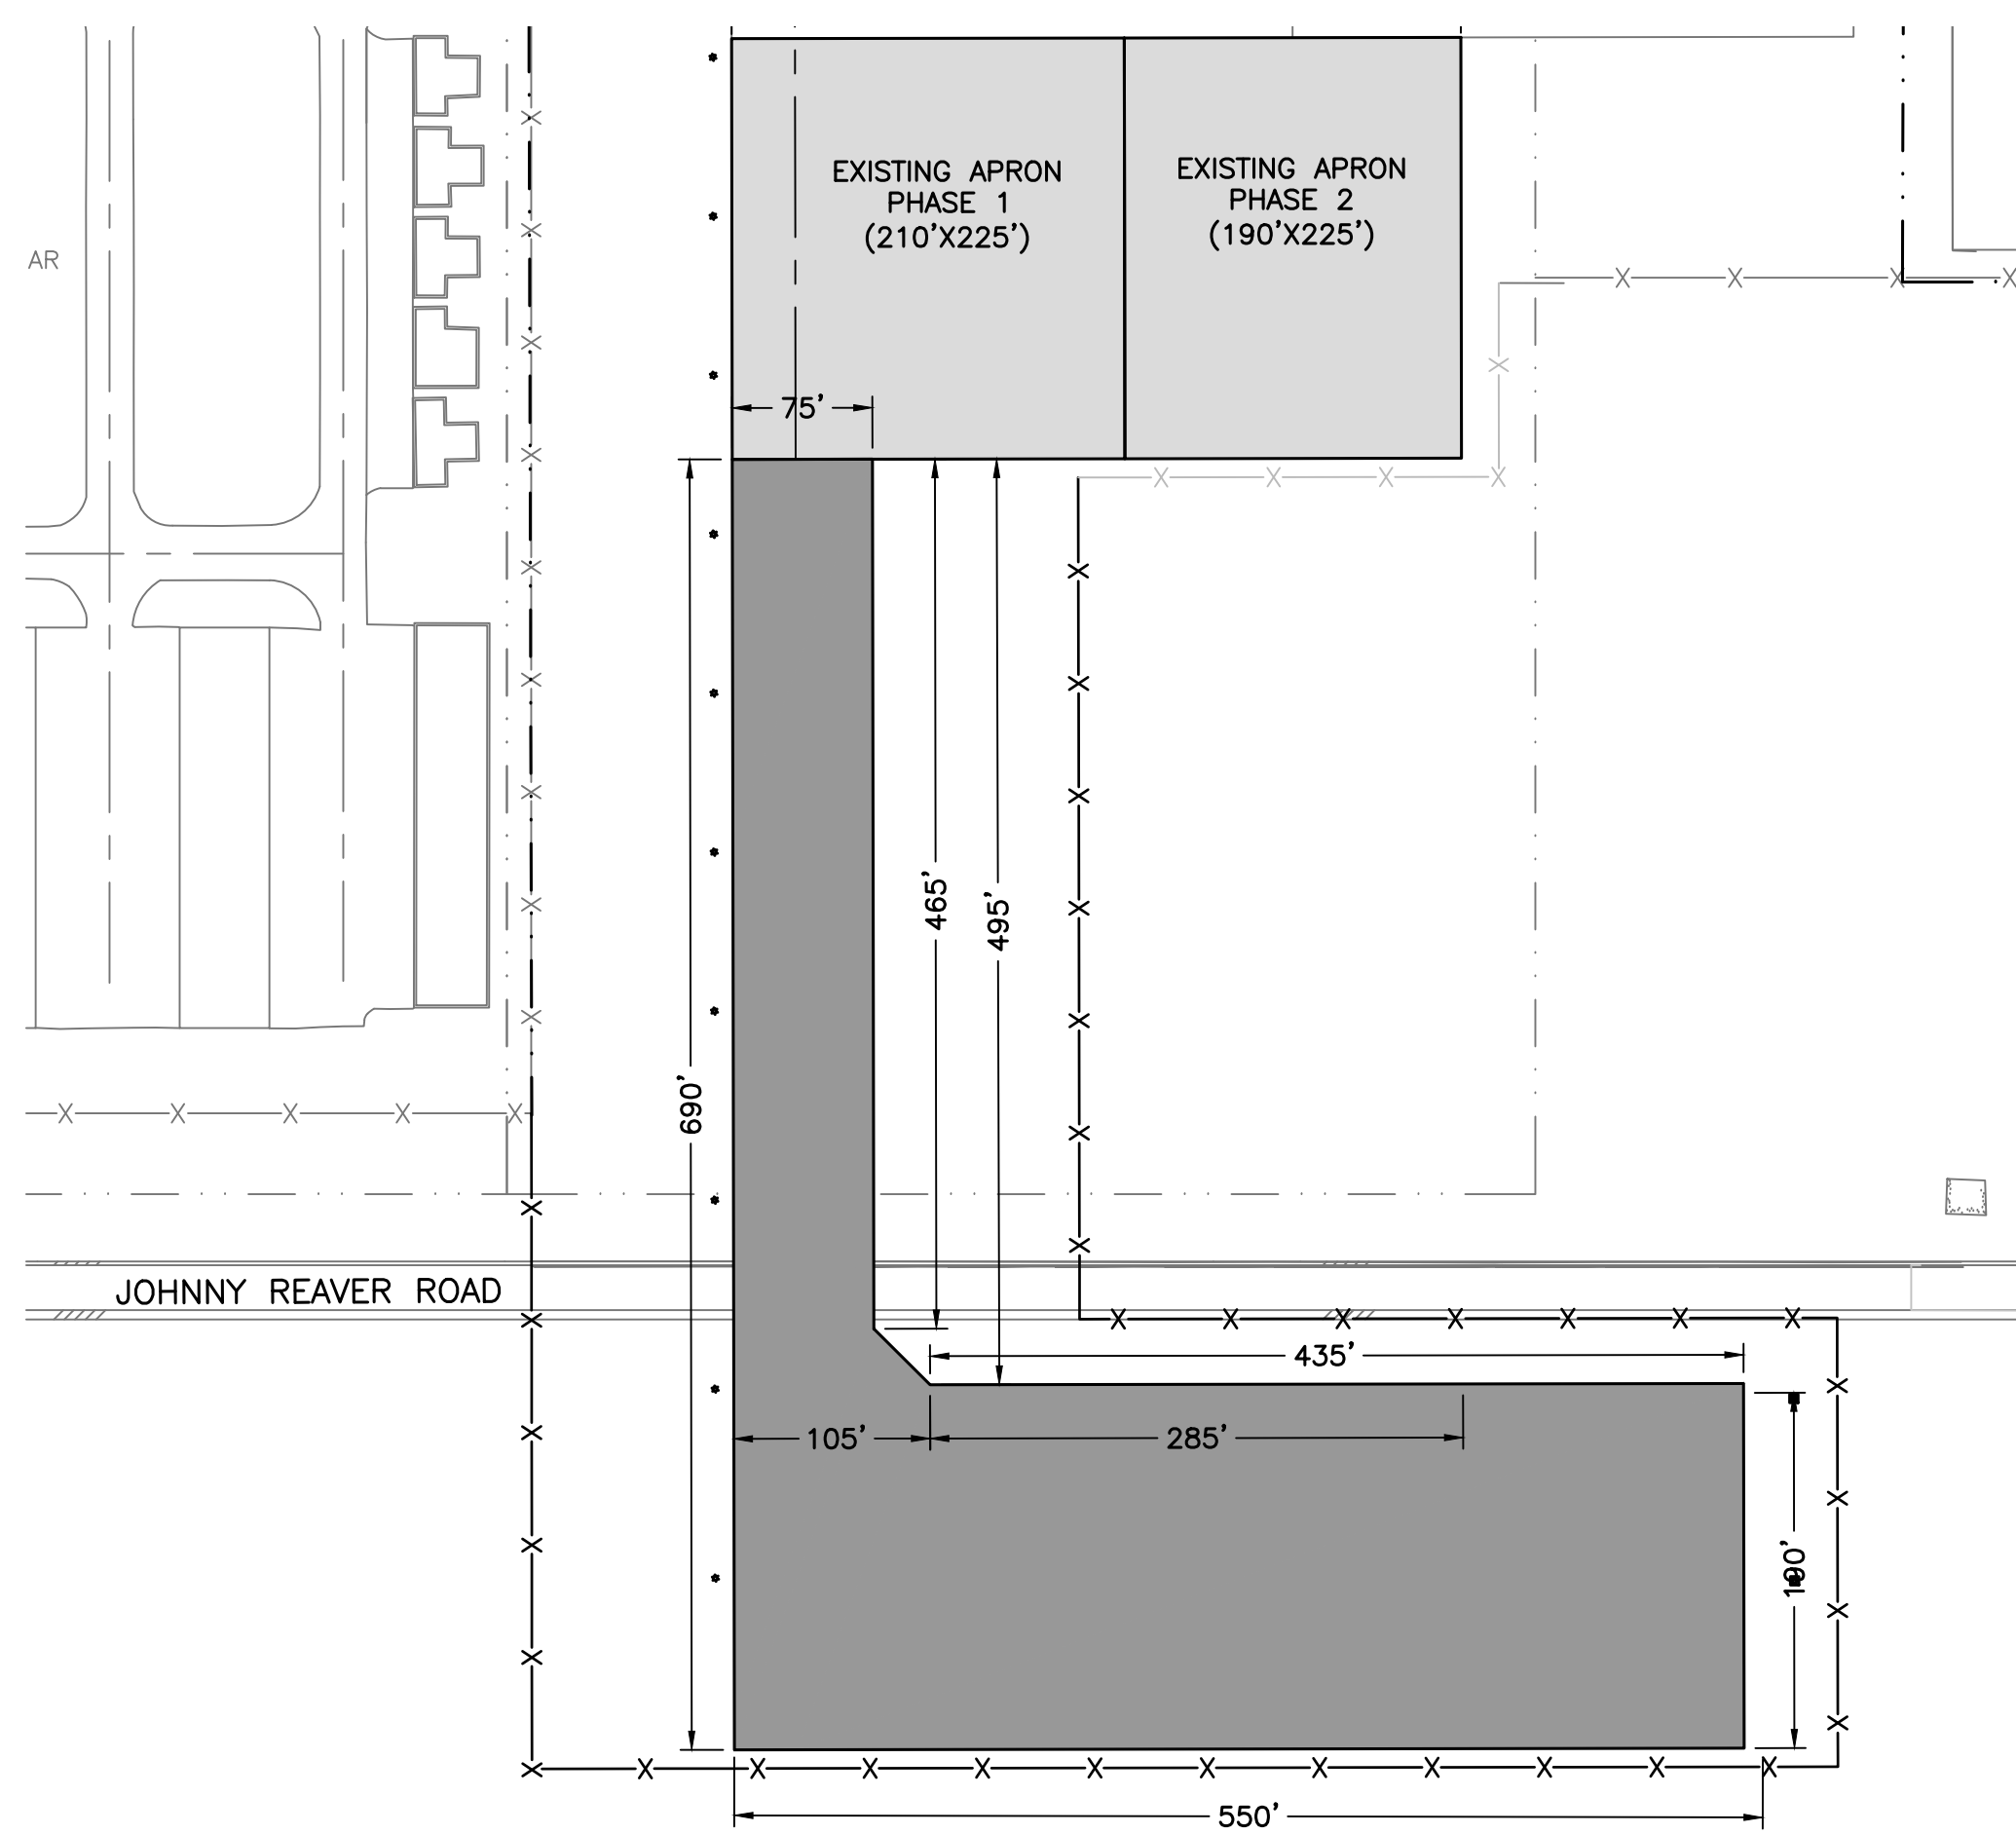 EXISTING APRON
PHASE 1
(210'X225')
EXISTING APRON
PHASE 2
(190'X225')
AR
75'
465'
495'
690'
JOHNNY REAVER ROAD
435'
105'
285'
190'
550'